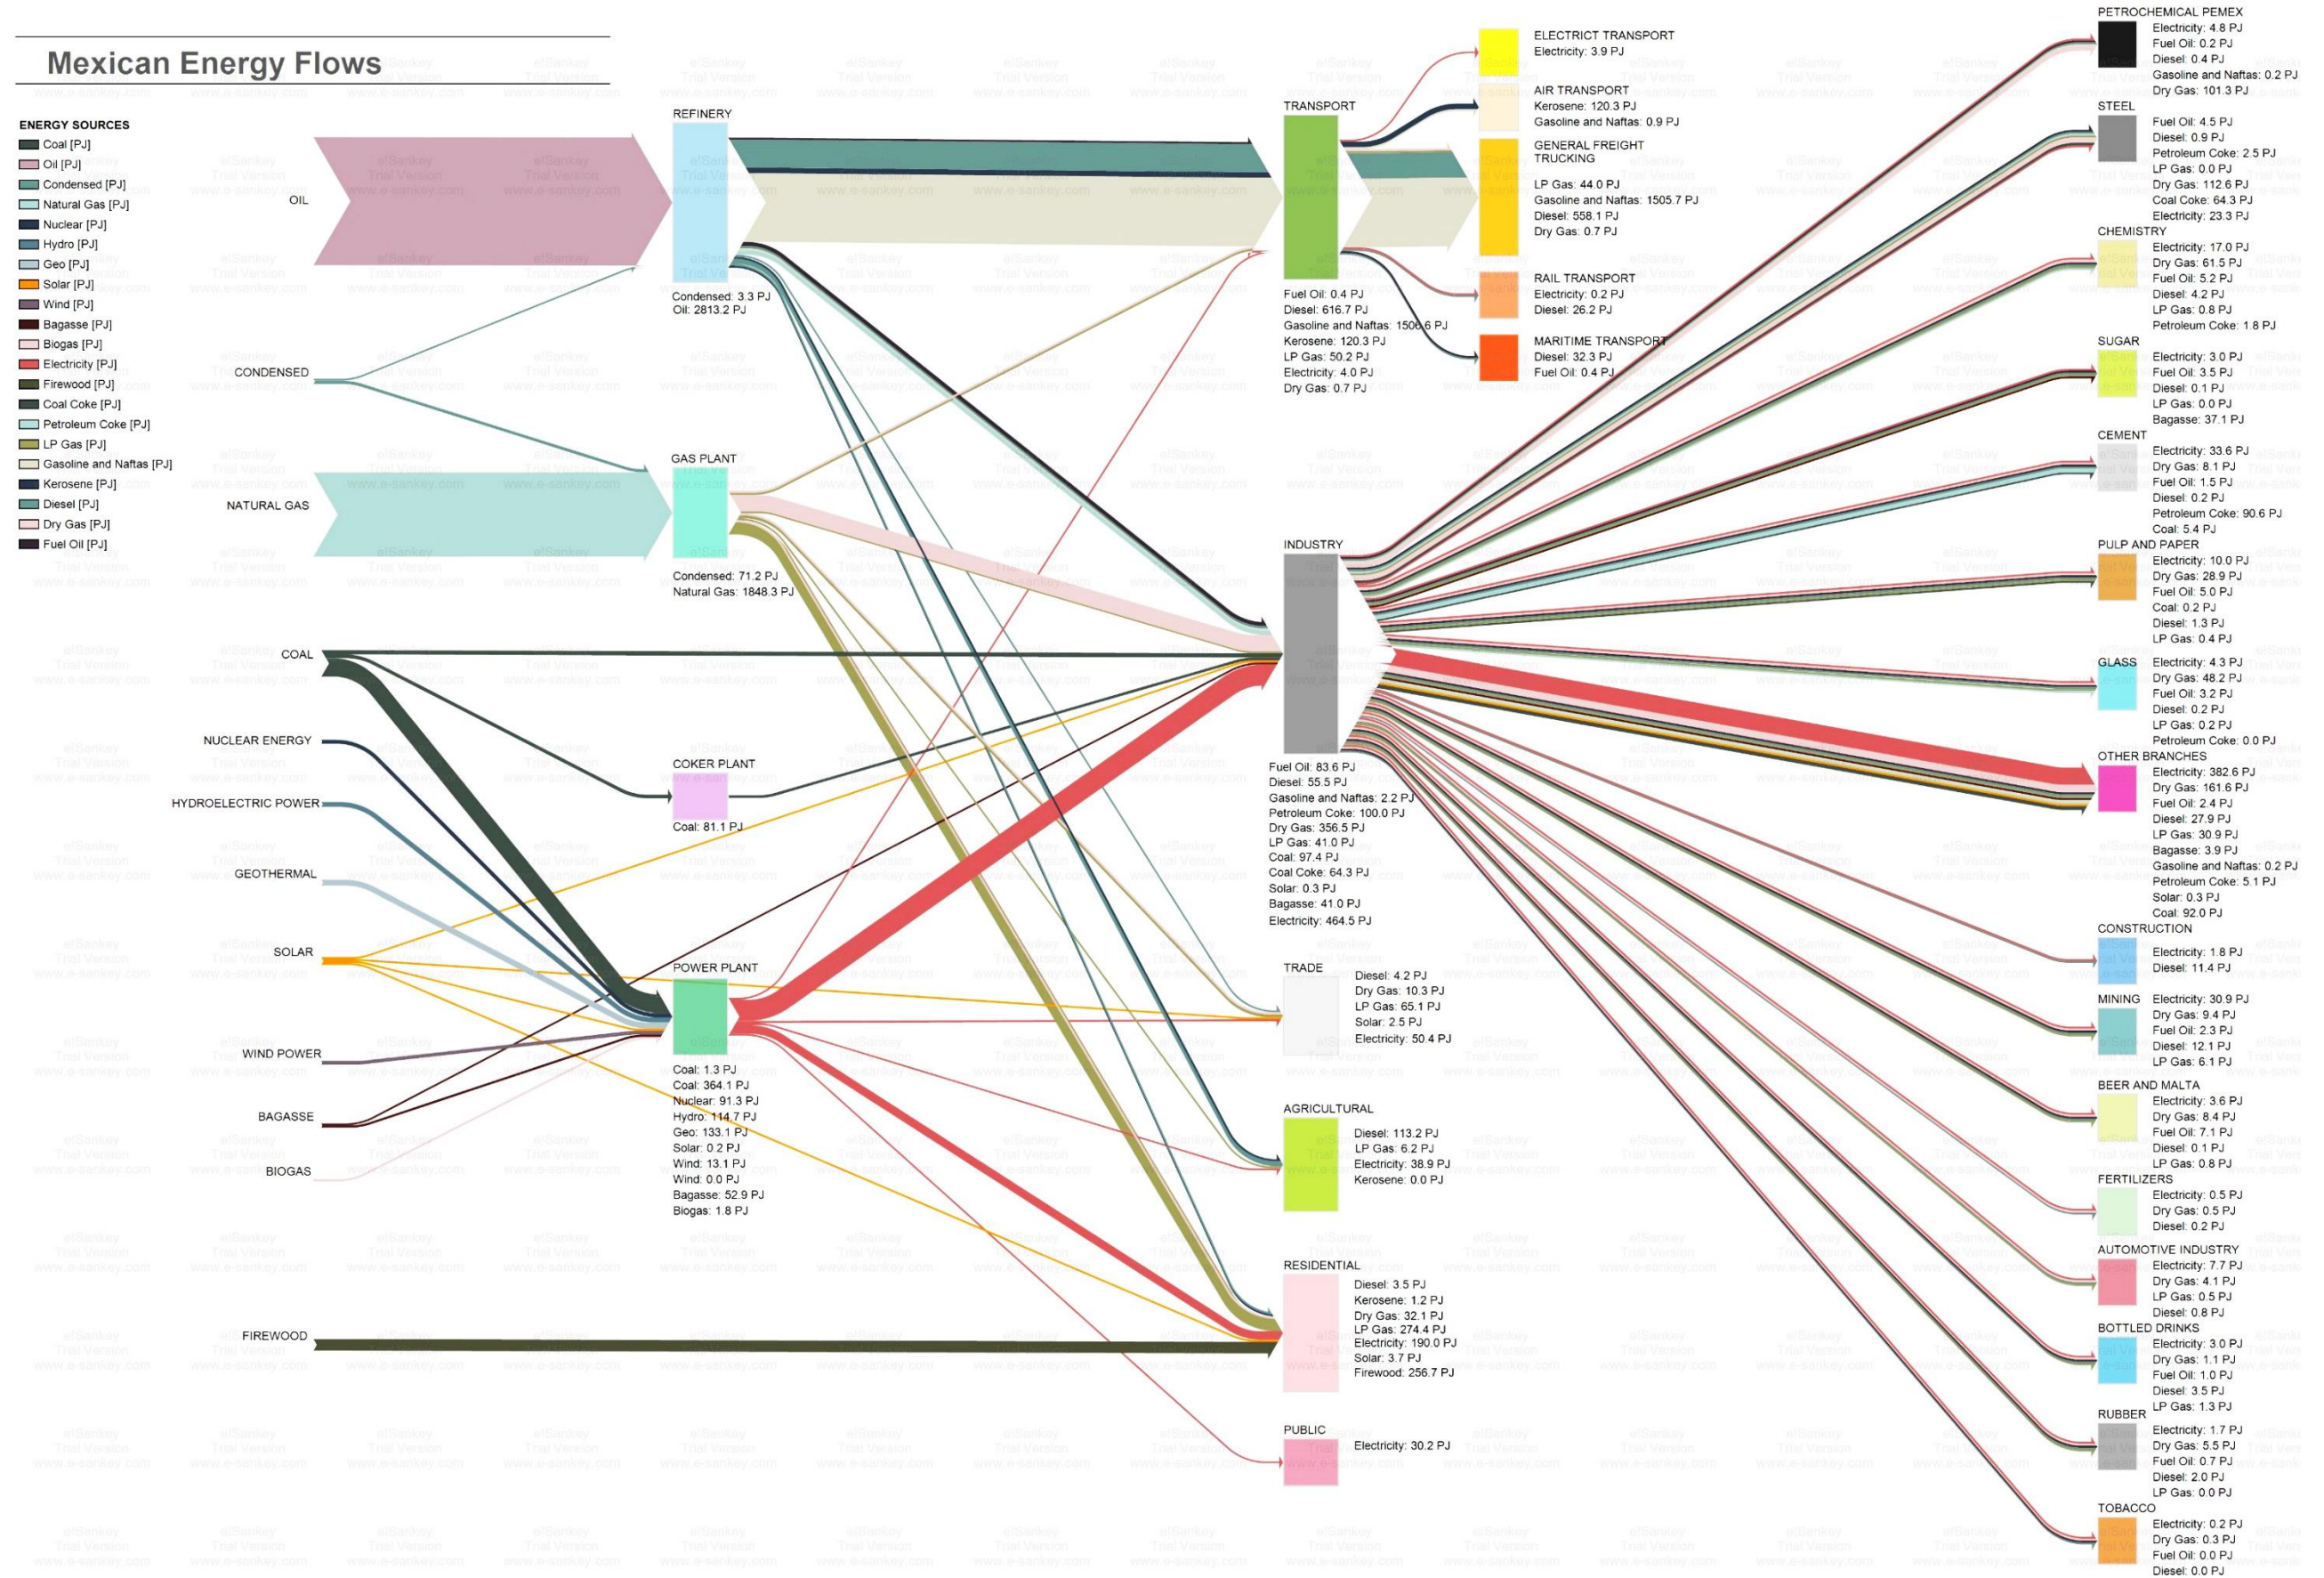 Mexican Energy Flows
ENERGY SOURCES
Coal [PJ]
Oil [PJ]
Condensed [PJ]
Natural Gas [PJ]
Nuclear [PJ]
Hydro [PJ]
Geo [PJ]
Solar [PJ]
Wind [PJ]
Bagasse [PJ]
Biogas [PJ]
Electricity [PJ]
Firewood [PJ]
Coal Coke [PJ]
Petroleum Coke [PJ]
LP Gas [PJ]
Gasoline and Naftas [PJ]
Kerosene [PJ]
Diesel [PJ]
Dry Gas [PJ]
Fuel Oil [PJ]
OIL
CONDENSED
NATURAL GAS
COAL
NUCLEAR ENERGY
HYDROELECTRIC POWER
GEOTHERMAL
SOLAR
WIND POWER
BAGASSE
BIOGAS
FIREWOOD
REFINERY
Condensed: 3.3 PJ
Oil: 2813.2 PJ
GAS PLANT
Condensed: 71.2 PJ
Natural Gas: 1848.3 PJ
COKER PLANT
Coal: 81.1 PJ
POWER PLANT
Coal: 1.3 PJ
Coal: 364.1 PJ
Nuclear: 91.3 PJ
Hydro: 114.7 PJ
Geo: 133.1 PJ
Solar: 0.2 PJ
Wind: 13.1 PJ
Wind: 0.0 PJ
Bagasse: 52.9 PJ
Biogas: 1.8 PJ
TRANSPORT
Fuel Oil: 0.4 PJ
Diesel: 616.7 PJ
Gasoline and Naftas: 1506.6 PJ
Kerosene: 120.3 PJ
LP Gas: 50.2 PJ
Electricity: 4.0 PJ
Dry Gas: 0.7 PJ
INDUSTRY
Fuel Oil: 83.6 PJ
Diesel: 55.5 PJ
Gasoline and Naftas: 2.2 PJ
Petroleum Coke: 100.0 PJ
Dry Gas: 356.5 PJ
LP Gas: 41.0 PJ
Coal: 97.4 PJ
Coal Coke: 64.3 PJ
Solar: 0.3 PJ
Bagasse: 41.0 PJ
Electricity: 464.5 PJ
TRADE
Diesel: 4.2 PJ
Dry Gas: 10.3 PJ
LP Gas: 65.1 PJ
Solar: 2.5 PJ
Electricity: 50.4 PJ
AGRICULTURAL
Diesel: 113.2 PJ
LP Gas: 6.2 PJ
Electricity: 38.9 PJ
Kerosene: 0.0 PJ
RESIDENTIAL
Diesel: 3.5 PJ
Kerosene: 1.2 PJ
Dry Gas: 32.1 PJ
LP Gas: 274.4 PJ
Electricity: 190.0 PJ
Solar: 3.7 PJ
Firewood: 256.7 PJ
PUBLIC
Electricity: 30.2 PJ
ELECTRICT TRANSPORT
Electricity: 3.9 PJ
AIR TRANSPORT
Kerosene: 120.3 PJ
Gasoline and Naftas: 0.9 PJ
GENERAL FREIGHT
TRUCKING
LP Gas: 44.0 PJ
Gasoline and Naftas: 1505.7 PJ
Diesel: 558.1 PJ
Dry Gas: 0.7 PJ
RAIL TRANSPORT
Electricity: 0.2 PJ
Diesel: 26.2 PJ
MARITIME TRANSPORT
Diesel: 32.3 PJ
Fuel Oil: 0.4 PJ
PETROCHEMICAL PEMEX
Electricity: 4.8 PJ
Fuel Oil: 0.2 PJ
Diesel: 0.4 PJ
Gasoline and Naftas: 0.2 PJ
Dry Gas: 101.3 PJ
STEEL
Fuel Oil: 4.5 PJ
Diesel: 0.9 PJ
Petroleum Coke: 2.5 PJ
LP Gas: 0.0 PJ
Dry Gas: 112.6 PJ
Coal Coke: 64.3 PJ
Electricity: 23.3 PJ
CHEMISTRY
Electricity: 17.0 PJ
Dry Gas: 61.5 PJ
Fuel Oil: 5.2 PJ
Diesel: 4.2 PJ
LP Gas: 0.8 PJ
Petroleum Coke: 1.8 PJ
SUGAR
Electricity: 3.0 PJ
Fuel Oil: 3.5 PJ
Diesel: 0.1 PJ
LP Gas: 0.0 PJ
Bagasse: 37.1 PJ
CEMENT
Electricity: 33.6 PJ
Dry Gas: 8.1 PJ
Fuel Oil: 1.5 PJ
Diesel: 0.2 PJ
Petroleum Coke: 90.6 PJ
Coal: 5.4 PJ
PULP AND PAPER
Electricity: 10.0 PJ
Dry Gas: 28.9 PJ
Fuel Oil: 5.0 PJ
Coal: 0.2 PJ
Diesel: 1.3 PJ
LP Gas: 0.4 PJ
GLASS
Electricity: 4.3 PJ
Dry Gas: 48.2 PJ
Fuel Oil: 3.2 PJ
Diesel: 0.2 PJ
LP Gas: 0.2 PJ
Petroleum Coke: 0.0 PJ
OTHER BRANCHES
Electricity: 382.6 PJ
Dry Gas: 161.6 PJ
Fuel Oil: 2.4 PJ
Diesel: 27.9 PJ
LP Gas: 30.9 PJ
Bagasse: 3.9 PJ
Gasoline and Naftas: 0.2 PJ
Petroleum Coke: 5.1 PJ
Solar: 0.3 PJ
Coal: 92.0 PJ
CONSTRUCTION
Electricity: 1.8 PJ
Diesel: 11.4 PJ
MINING
Electricity: 30.9 PJ
Dry Gas: 9.4 PJ
Fuel Oil: 2.3 PJ
Diesel: 12.1 PJ
LP Gas: 6.1 PJ
BEER AND MALTA
Electricity: 3.6 PJ
Dry Gas: 8.4 PJ
Fuel Oil: 7.1 PJ
Diesel: 0.1 PJ
LP Gas: 0.8 PJ
FERTILIZERS
Electricity: 0.5 PJ
Dry Gas: 0.5 PJ
Diesel: 0.2 PJ
AUTOMOTIVE INDUSTRY
Electricity: 7.7 PJ
Dry Gas: 4.1 PJ
LP Gas: 0.5 PJ
Diesel: 0.8 PJ
BOTTLED DRINKS
Electricity: 3.0 PJ
Dry Gas: 1.1 PJ
Fuel Oil: 1.0 PJ
Diesel: 3.5 PJ
LP Gas: 1.3 PJ
RUBBER
Electricity: 1.7 PJ
Dry Gas: 5.5 PJ
Fuel Oil: 0.7 PJ
Diesel: 2.0 PJ
LP Gas: 0.0 PJ
TOBACCO
Electricity: 0.2 PJ
Dry Gas: 0.3 PJ
Fuel Oil: 0.0 PJ
Diesel: 0.0 PJ
e!Sankey
Trial Version
www.e-sankey.com